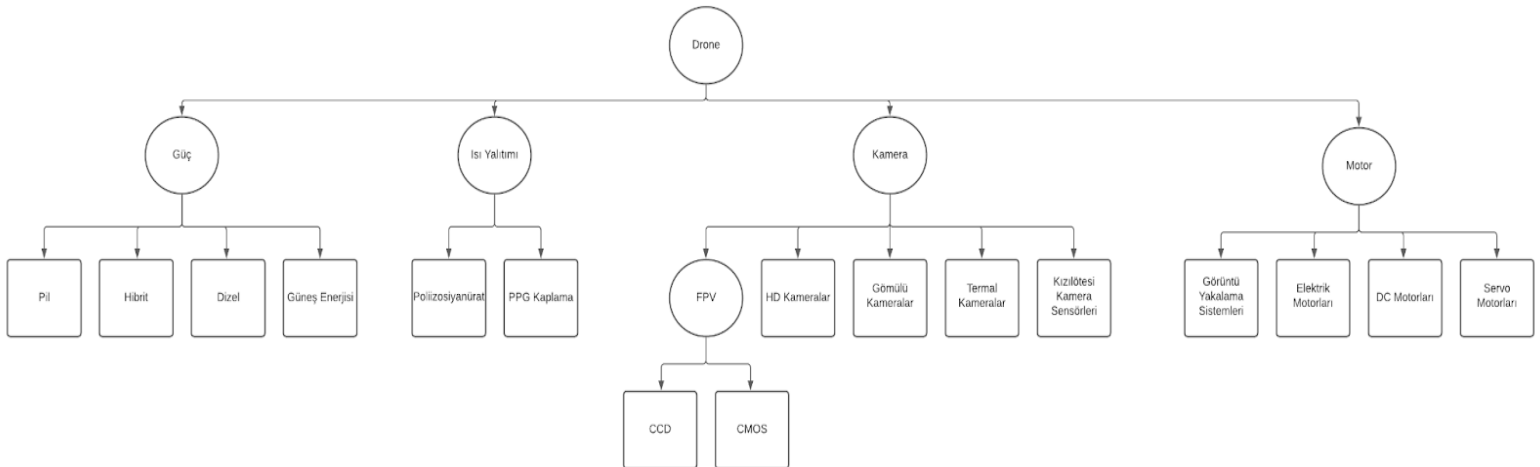 Drone
Güç
Isı Yalıtımı
Kamera
Motor
Pil
Hibrit
Dizel
Güneş Enerjisi
Poliizosiyanürat
PPG Kaplama
FPV
HD Kameralar
Gömülü
Kameralar
Termal
Kameralar
Kızılötesi
Kamera
Sensörleri
Görüntü
Yakalama
Sistemleri
Elektrik
Motorları
DC Motorları
Servo
Motorları
CCD
CMOS